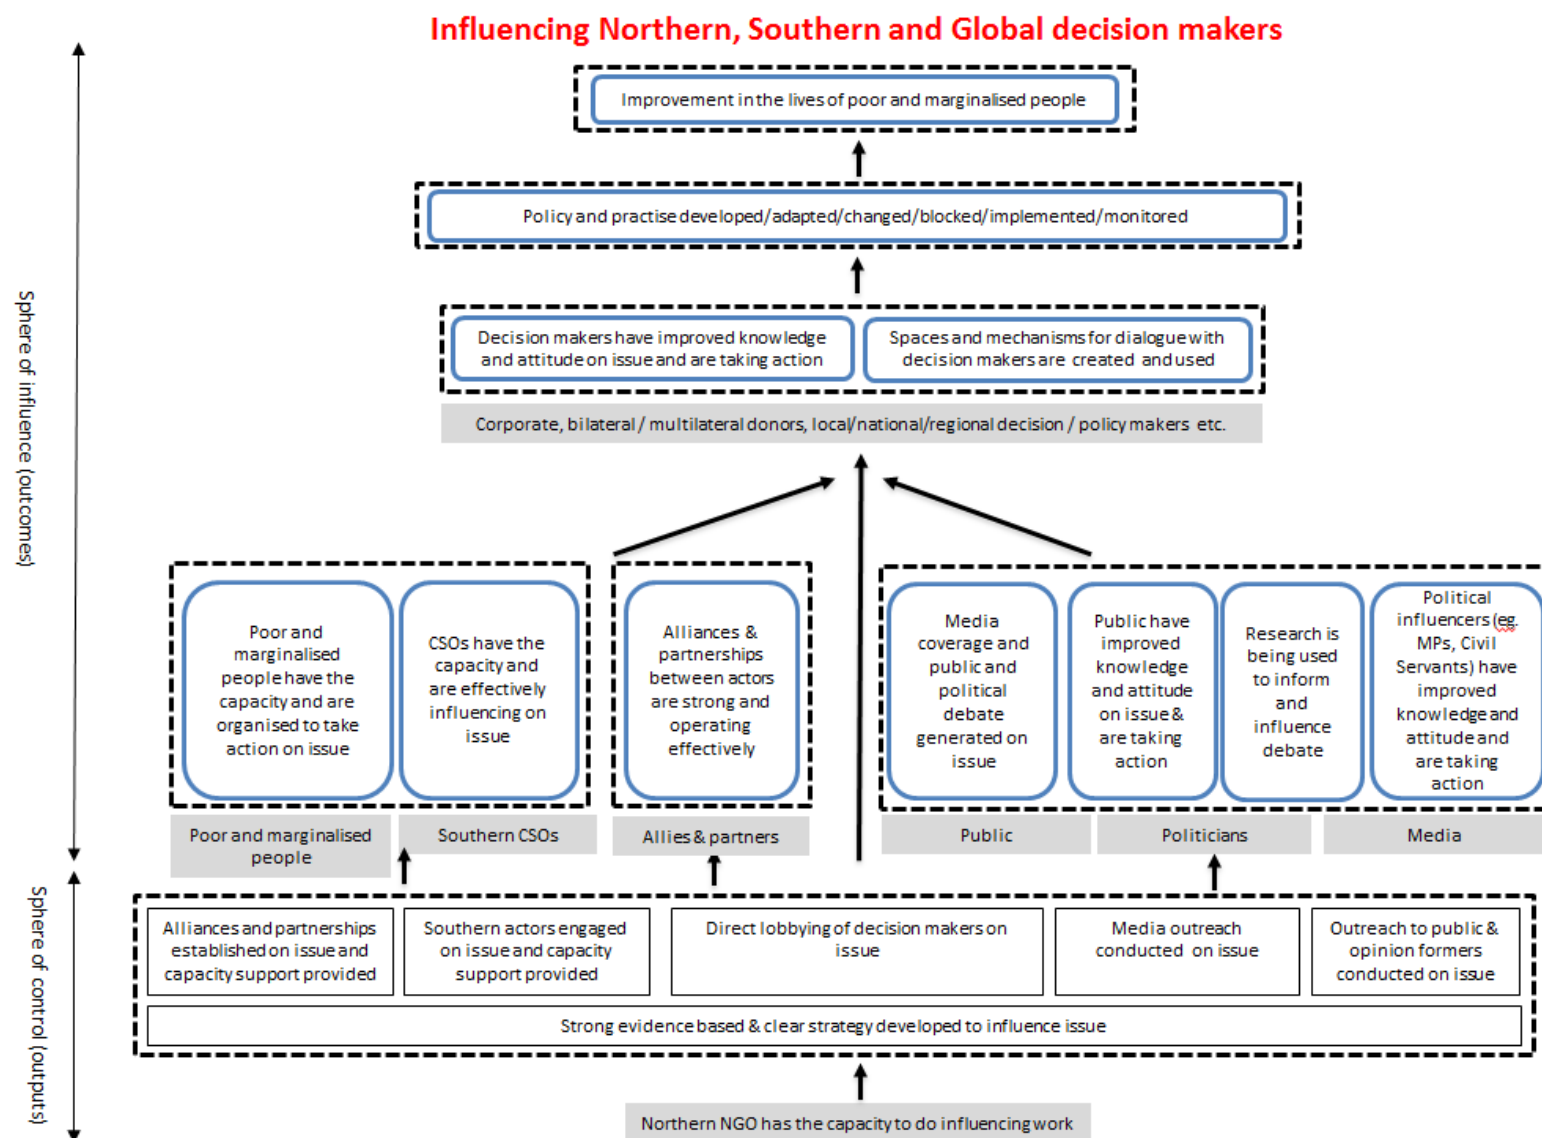 Influencing Northern, Southern and Global decision makers
Improvement in the lives of poor and marginalised people
Policy and practise developed/adapted/changed/blocked/implemented/monitored
Decision makers have improved knowledge
and attitude on issue and are taking action
Spaces and mechanisms for dialogue with
decision makers are created and used
Corporate, bilateral / multilateral donors, local/national/regional decision / policy makers etc.
Sphere of influence (outcomes)
Poor and
marginalised
people have the
capacity and are
organised to take
action on issue
CSOs have the
capacity and
are effectively
influencing on
issue
Alliances &
partnerships
between actors
are strong and
operating
effectively
Media
coverage and
public and
political
debate
generated on
issue
Public have
improved
knowledge
and attitude
on issue &
are taking
action
Research is
being used
to inform
and
influence
debate
Political
influencers (eg.
MPs, Civil
Servants) have
improved
knowledge and
attitude and
are taking
action
Poor and marginalised
people
Southern CSOs
Allies & partners
Public
Politicians
Media
Sphere of control (outputs)
Alliances and partnerships
established on issue and
capacity support provided
Southern actors engaged
on issue and capacity
support provided
Direct lobbying of decision makers on
issue
Media outreach
conducted on issue
Outreach to public &
opinion formers
conducted on issue
Strong evidence based & clear strategy developed to influence issue
Northern NGO has the capacity to do influencing work